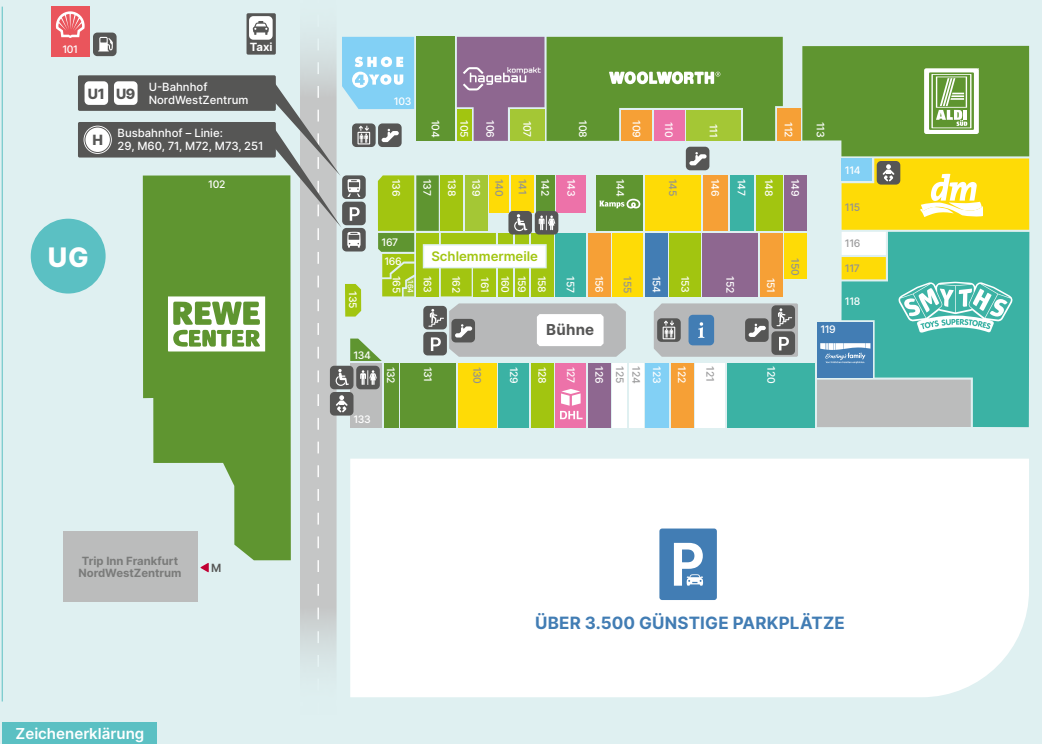 101
Taxi
U1 U9 U-Bahnhof
NordWestZentrum
H Busbahnhof – Linie:
29, M60, 71, M72, M73, 251
UG
102
REWE
CENTER
Trip Inn Frankfurt
NordWestZentrum
M
SHOE
4YOU
103
104
105
hagebau kompakt
106
107
WOOLWORTH®
108
109
110
111
112
113
ALDI
SÜD
114
dm
115
116
117
118
SMYTHS
TOYS SUPERSTORES
119
Ernsting's family
P
136
137
138
139
140
141
142
143
144
Kamps
145
146
147
148
149
167
166
165
164
Schlemmermeile
163
162
161
160
159
158
157
156
155
154
153
152
151
150
135
134
P
Bühne
i
P
133
132
131
130
129
128
127
DHL
126
125
124
123
122
121
120
P
ÜBER 3.500 GÜNSTIGE PARKPLÄTZE
Zeichenerklärung